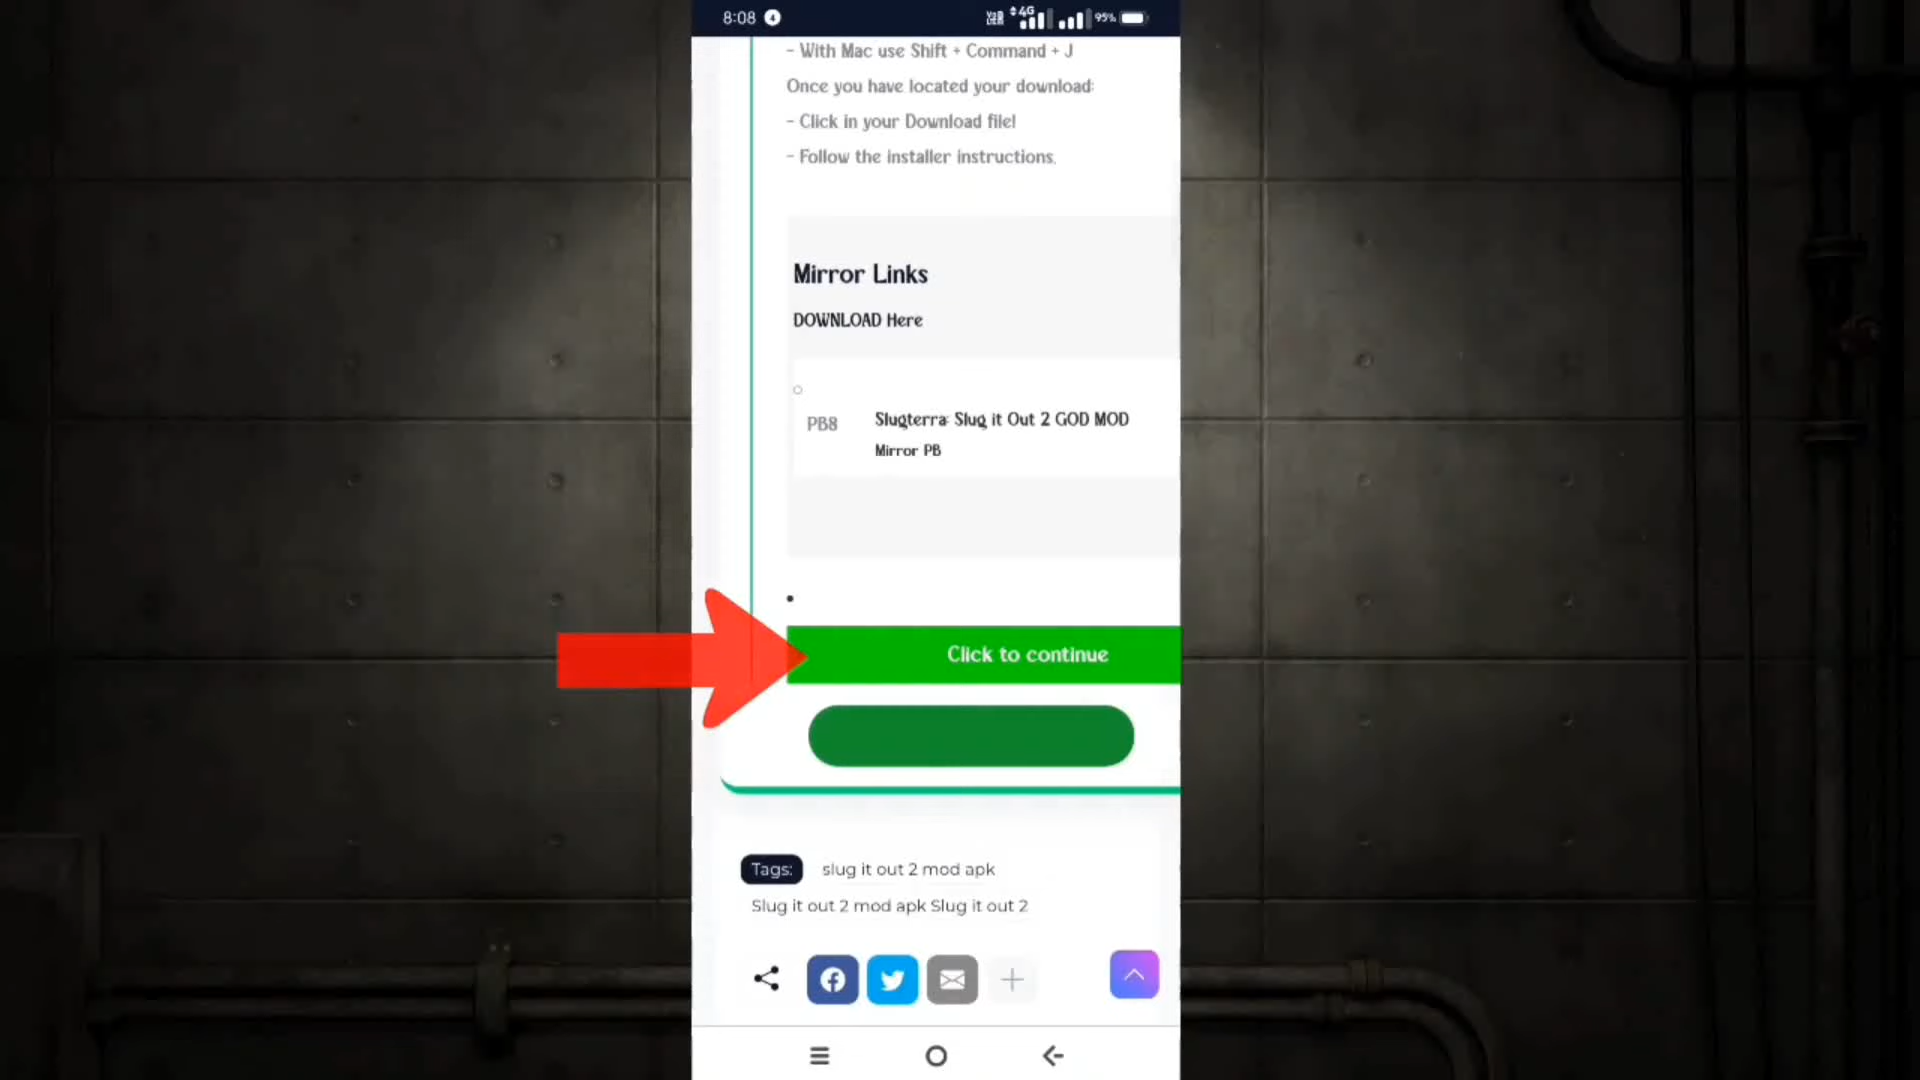 8:08
4G
95%
- With Mac use Shift + Command + J
Once you have located your download:
- Click in your Download file!
- Follow the installer instructions.
Mirror Links
DOWNLOAD Here
PB8
Slugterra: Slug it Out 2 GOD MOD
Mirror PB
Click to continue
Tags: slug it out 2 mod apk
Slug it out 2 mod apk Slug it out 2